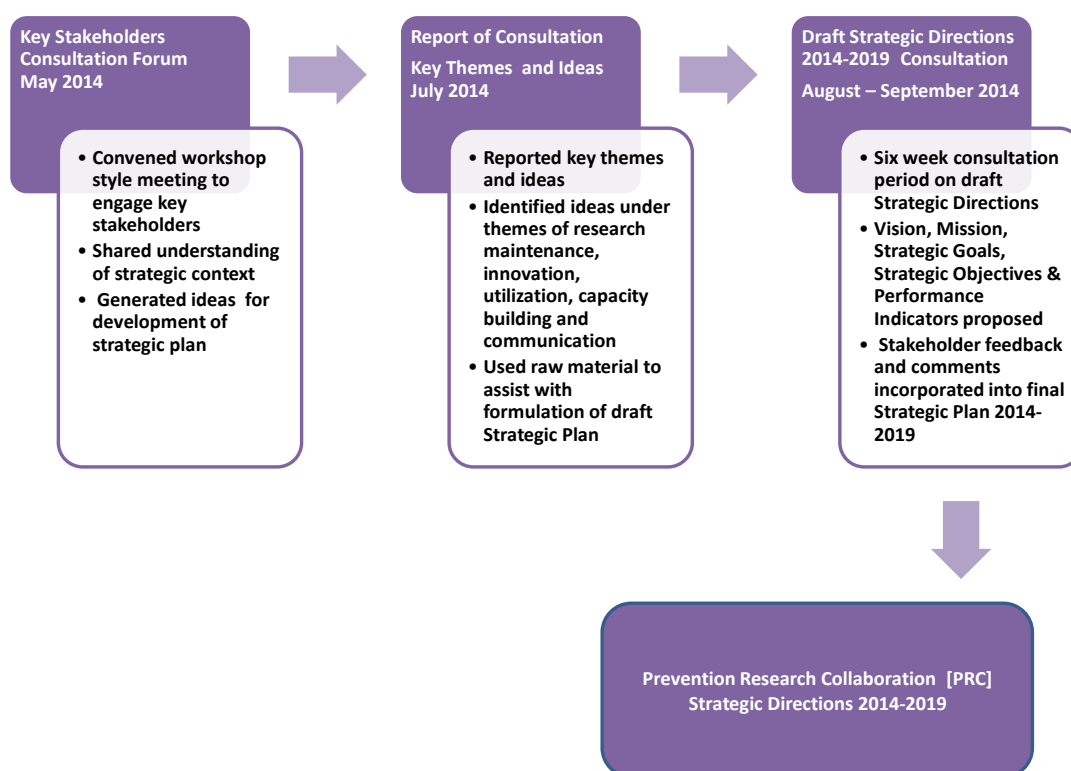 Key Stakeholders
Consultation Forum
May 2014
• Convened workshop
style meeting to
engage key
stakeholders
• Shared understanding
of strategic context
• Generated ideas for
development of
strategic plan
Report of Consultation
Key Themes and Ideas
July 2014
• Reported key themes
and ideas
• Identified ideas under
themes of research
maintenance,
innovation,
utilization, capacity
building and
communication
• Used raw material to
assist with
formulation of draft
Strategic Plan
Draft Strategic Directions
2014-2019 Consultation
August – September 2014
• Six week consultation
period on draft
Strategic Directions
• Vision, Mission,
Strategic Goals,
Strategic Objectives &
Performance
Indicators proposed
• Stakeholder feedback
and comments
incorporated into final
Strategic Plan 2014-
2019
Prevention Research Collaboration [PRC]
Strategic Directions 2014-2019